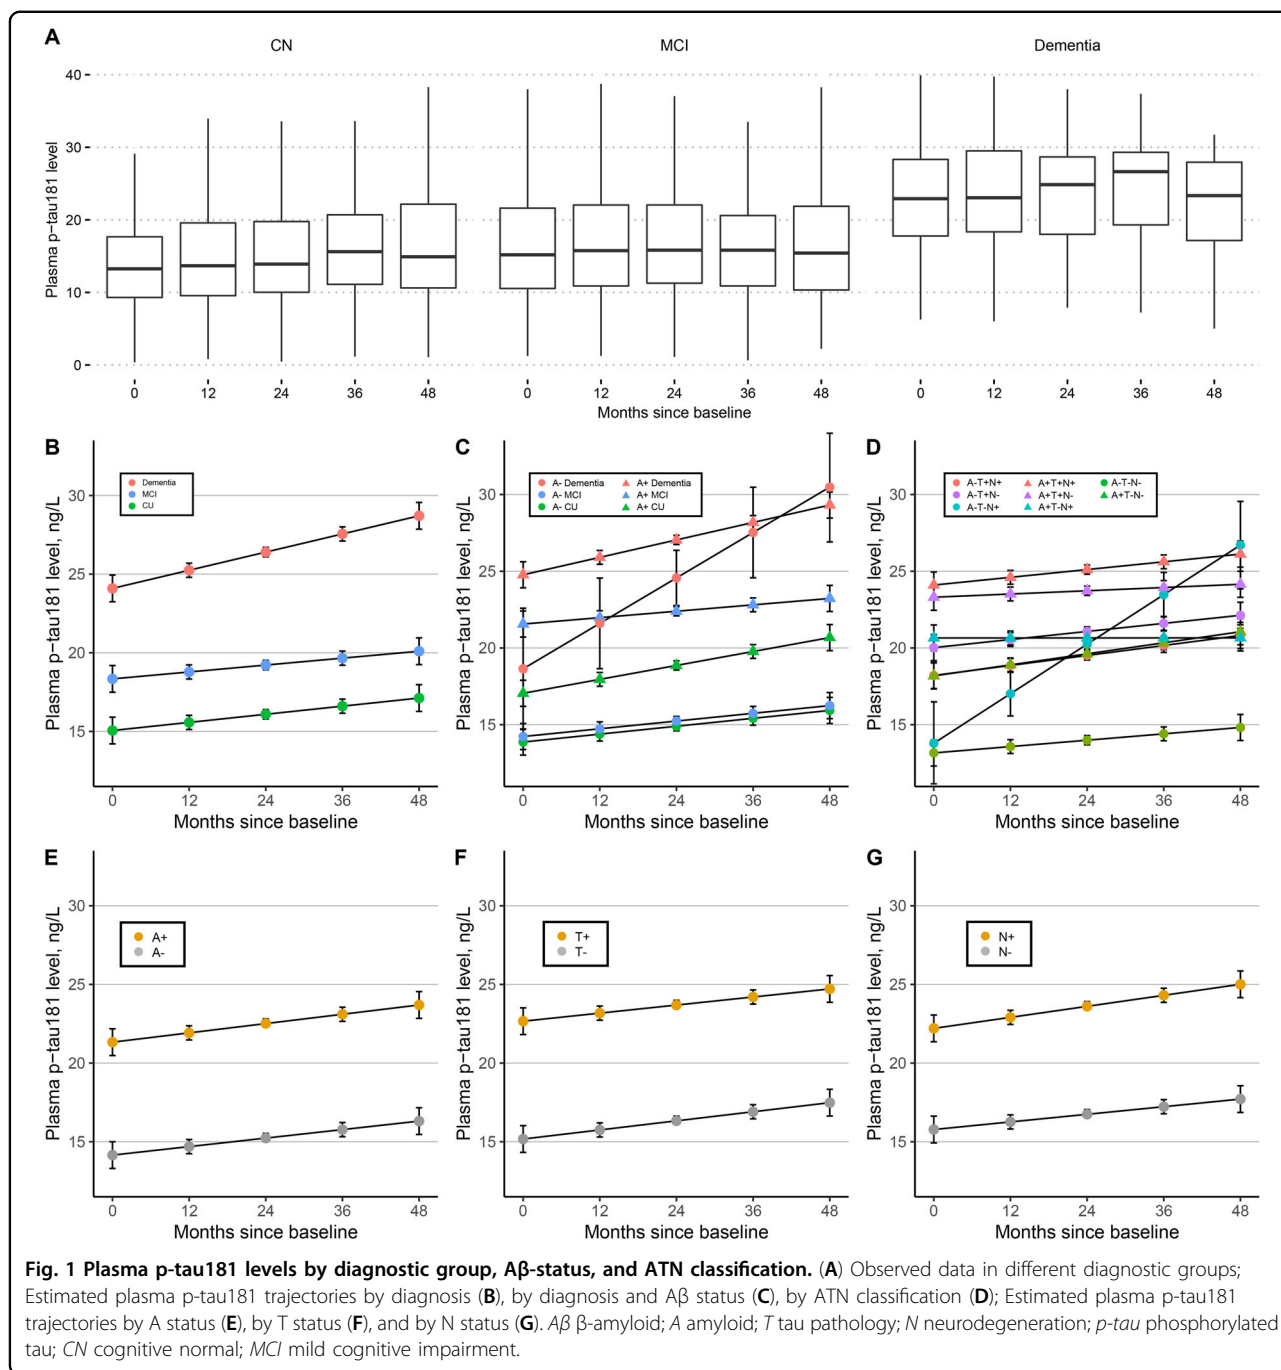 A
CN
MCI
Dementia
Plasma p−tau181 level
40
30
20
10
0
0 12 24 36 48
0 12 24 36 48
0 12 24 36 48
Months since baseline
B
Plasma p−tau181 level, ng/L
30
25
20
15
Dementia
MCI
CU
0 12 24 36 48
Months since baseline
C
Plasma p−tau181 level, ng/L
30
25
20
15
A- Dementia A+ Dementia
A- MCI A+ MCI
A- CU A+ CU
0 12 24 36 48
Months since baseline
D
Plasma p−tau181 level, ng/L
30
25
20
15
A-T+N+ A+T+N+ A-T-N-
A-T+N- A+T+N- A+T-N-
A-T-N+ A+T-N+
0 12 24 36 48
Months since baseline
E
Plasma p−tau181 level, ng/L
30
25
20
15
A+
A-
0 12 24 36 48
Months since baseline
F
Plasma p−tau181 level, ng/L
30
25
20
15
T+
T-
0 12 24 36 48
Months since baseline
G
Plasma p−tau181 level, ng/L
30
25
20
15
N+
N-
0 12 24 36 48
Months since baseline
Fig. 1 Plasma p-tau181 levels by diagnostic group, Aβ-status, and ATN classification. (A) Observed data in different diagnostic groups;
Estimated plasma p-tau181 trajectories by diagnosis (B), by diagnosis and Aβ status (C), by ATN classification (D); Estimated plasma p-tau181
trajectories by A status (E), by T status (F), and by N status (G). Aβ β-amyloid; A amyloid; T tau pathology; N neurodegeneration; p-tau phosphorylated
tau; CN cognitive normal; MCI mild cognitive impairment.